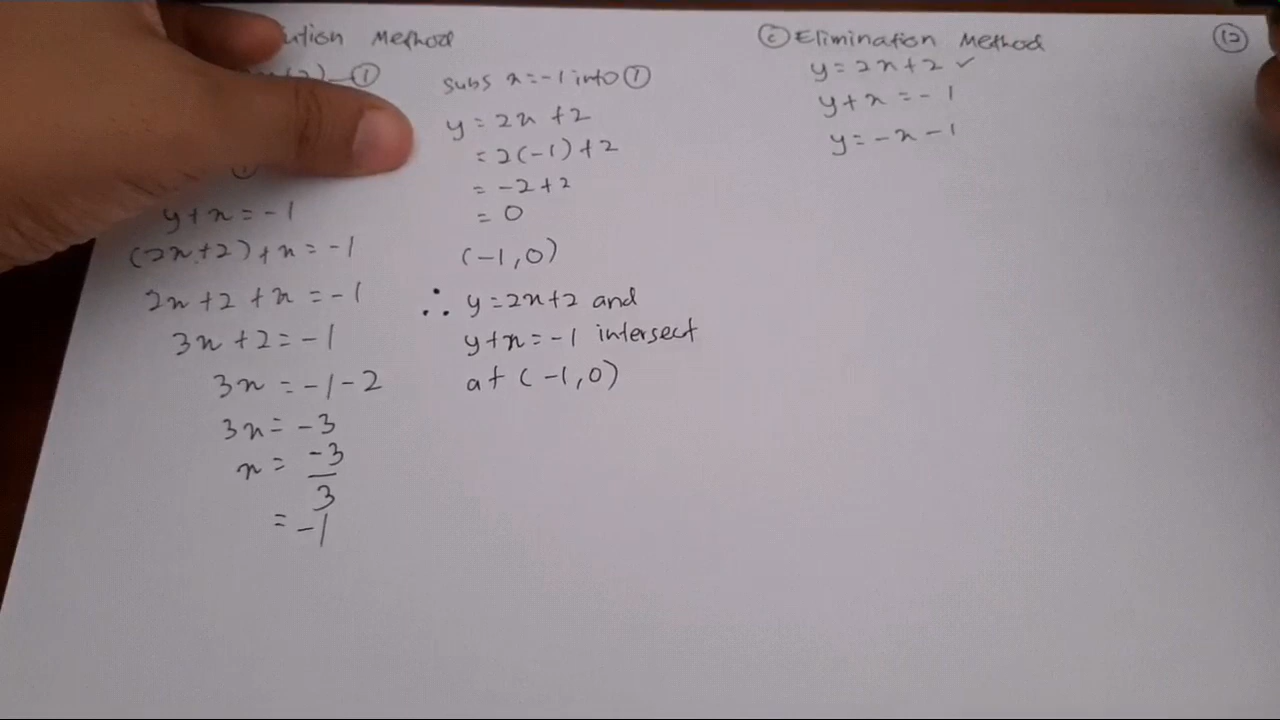 Method
①
y + x = -1
(2x + 2) + x = -1
2x + 2 + x = -1
3x + 2 = -1
3x = -1 - 2
3x = -3
x = -3/3
= -1
subs x = -1 into ①
y = 2x + 2
= 2(-1) + 2
= -2 + 2
= 0
(-1, 0)
∴ y = 2x + 2 and
y + x = -1 intersect
at (-1, 0)
ⓒ Elimination Method
y = 2x + 2 ✓
y + x = -1
y = -x - 1
⑫